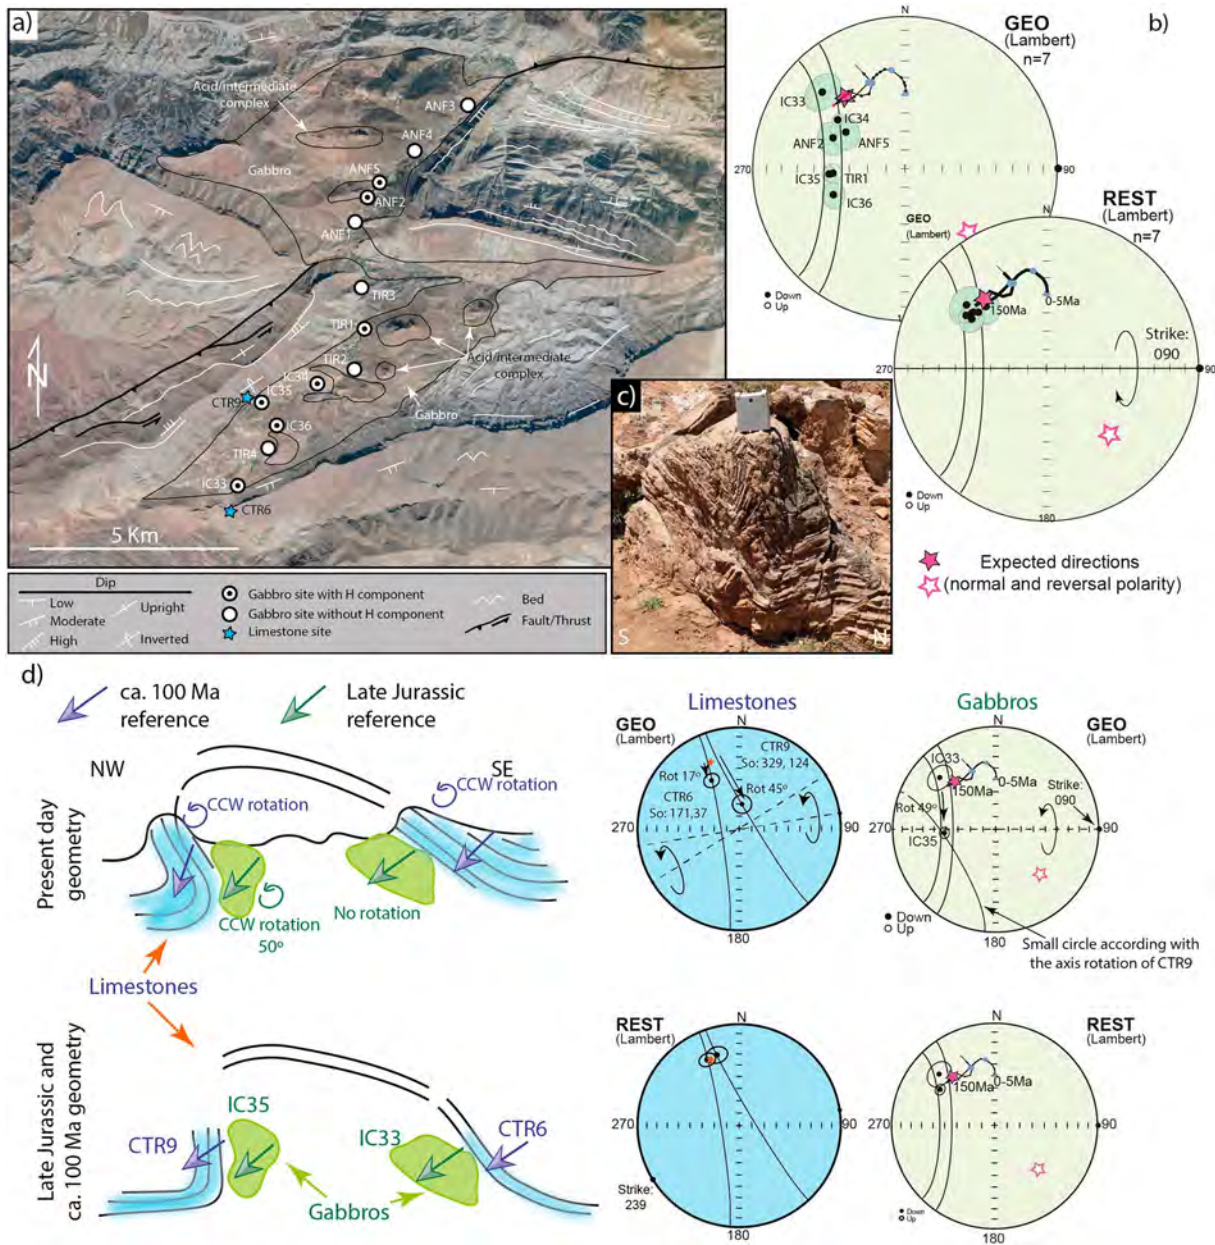 a)
Acid/intermediate
complex
ANF3
ANF4
Gabbro
ANF5
ANF2
ANF1
TIR3
TIR1
TIR2
Acid/intermediate
complex
IC34
IC35
CTR9
Gabbro
IC36
TIR4
IC33
CTR6
N
5 Km
Dip
Low
Moderate
High
Upright
Inverted
Gabbro site with H component
Gabbro site without H component
Limestone site
Bed
Fault/Thrust
b)
N
GEO
(Lambert)
n=7
IC33
IC34
ANF2
ANF5
270
90
IC35
TIR1
IC36
Down
Up
GEO
(Lambert)
N
REST
(Lambert)
n=7
150Ma
0-5Ma
Strike:
090
270
90
Down
Up
180
Expected directions
(normal and reversal polarity)
c)
S
N
d)
ca. 100 Ma
reference
Late Jurassic
reference
NW
SE
CCW rotation
CCW rotation
Present day
geometry
CCW rotation
50º
No rotation
Limestones
Late Jurassic and
ca. 100 Ma geometry
CTR9
IC35
IC33
CTR6
Gabbros
Limestones
GEO
(Lambert)
N
CTR9
So: 329, 124
Rot 17º
Rot 45º
CTR6
So: 171,37
270
90
180
Gabbros
N
GEO
(Lambert)
IC33
150Ma
0-5Ma
Strike:
090
Rot 49º
270
90
IC35
Down
Up
180
Small circle according with
the axis rotation of CTR9
REST
(Lambert)
N
270
90
Strike:
239
180
N
REST
(Lambert)
150Ma
0-5Ma
270
90
Down
Up
180